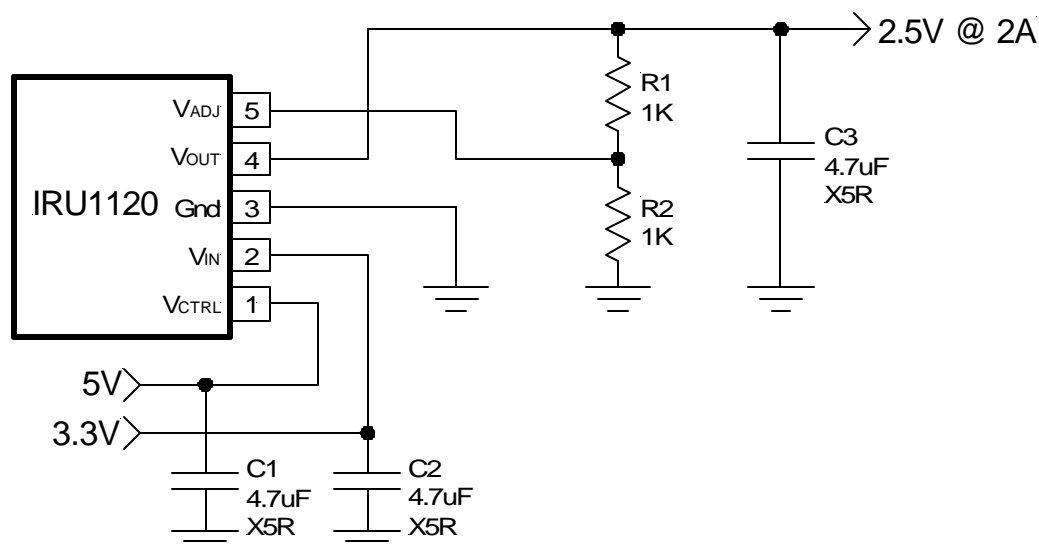 2.5V @ 2A
R1
1K
VADJ 5
C3
4.7uF
X5R
VOUT 4
IRU1120
Gnd 3
R2
1K
VIN 2
VCTRL 1
5V
3.3V
C1
4.7uF
X5R
C2
4.7uF
X5R